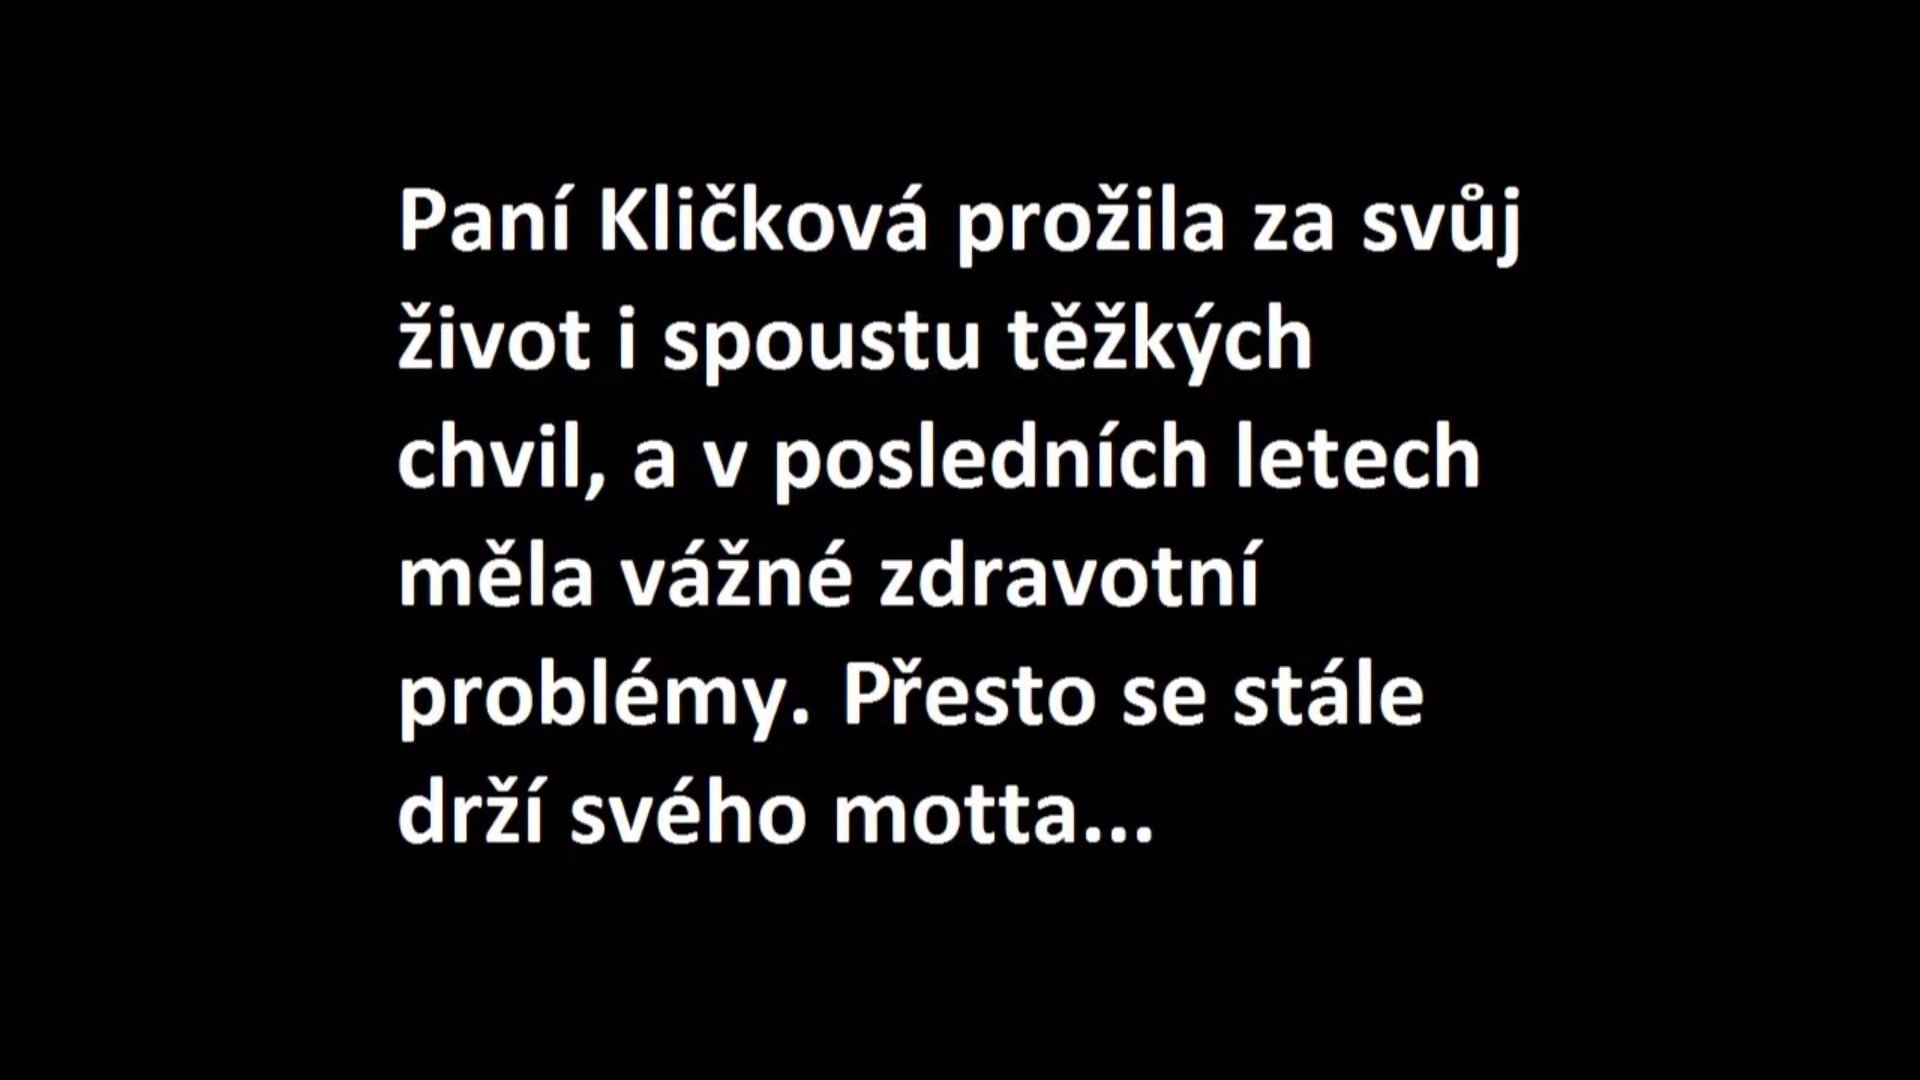 Paní Kličková prožila za svůj
život i spoustu těžkých
chvil, a v posledních letech
měla vážné zdravotní
problémy. Přesto se stále
drží svého motta...